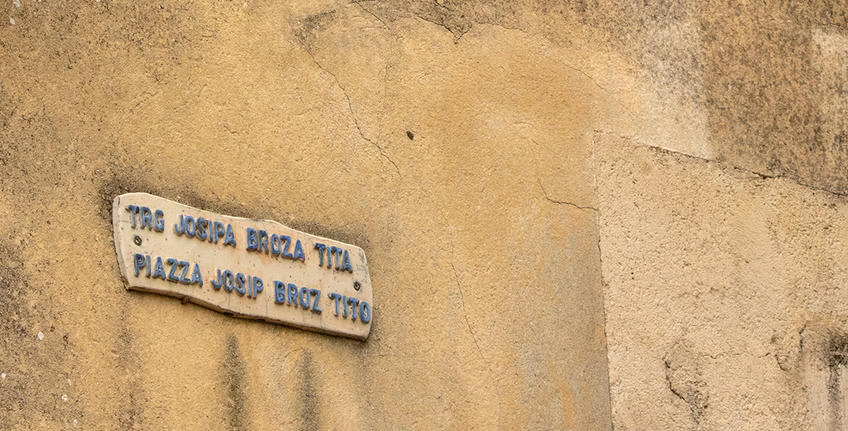 TRG JOSIPA BROZA TITA
PIAZZA JOSIP BROZ TITO